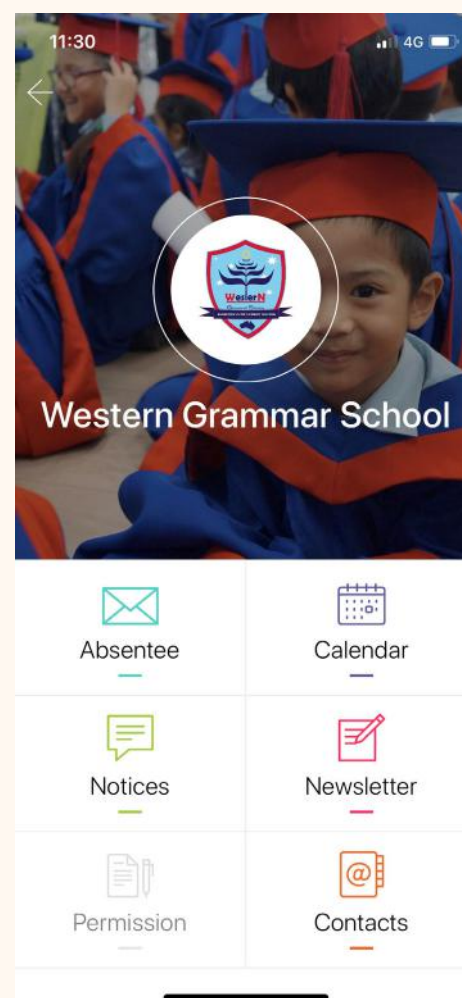 11:30 4G
WesterN
Western Grammar School
Absentee Calendar
Notices Newsletter
Permission Contacts